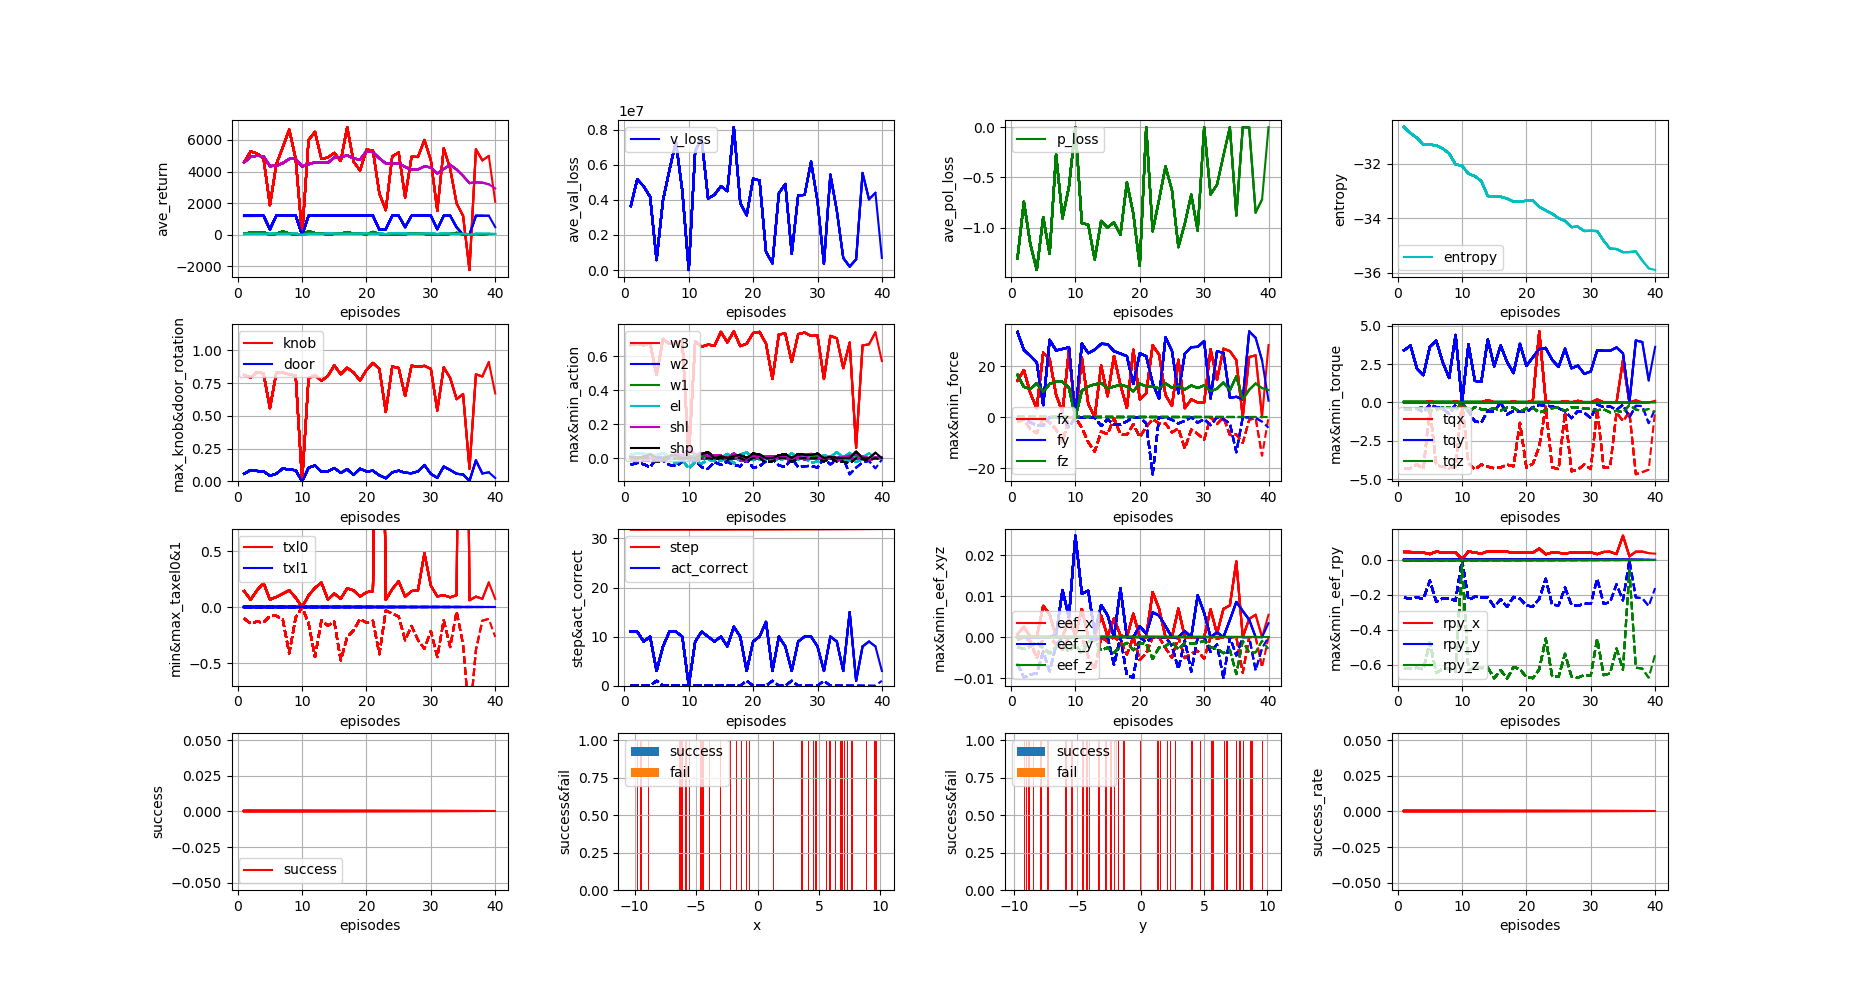 1e7
6000
4000
2000
0
−2000
ave_return
0 10 20 30 40
episodes
0.8
0.6
0.4
0.2
0.0
ave_val_loss
v_loss
0 10 20 30 40
episodes
0.0
−0.5
−1.0
ave_pol_loss
p_loss
0 10 20 30 40
episodes
−32
−34
−36
entropy
entropy
0 10 20 30 40
episodes
1.00
0.75
0.50
0.25
0.00
max_knob&door_rotation
knob
door
0 10 20 30 40
episodes
0.6
0.4
0.2
0.0
max&min_action
w3
w2
w1
el
shl
shp
0 10 20 30 40
episodes
20
0
−20
max&min_force
fx
fy
fz
0 10 20 30 40
episodes
5.0
2.5
0.0
−2.5
−5.0
max&min_torque
tqx
tqy
tqz
0 10 20 30 40
episodes
0.5
0.0
−0.5
min&max_taxel0&1
txl0
txl1
0 10 20 30 40
episodes
30
20
10
0
step&act_correct
step
act_correct
0 10 20 30 40
episodes
0.02
0.01
0.00
−0.01
max&min_eef_xyz
eef_x
eef_y
eef_z
0 10 20 30 40
episodes
0.0
−0.2
−0.4
−0.6
max&min_eef_rpy
rpy_x
rpy_y
rpy_z
0 10 20 30 40
episodes
0.050
0.025
0.000
−0.025
−0.050
success
success
0 10 20 30 40
episodes
1.00
0.75
0.50
0.25
0.00
success&fail
success
fail
−10 −5 0 5 10
x
1.00
0.75
0.50
0.25
0.00
success&fail
success
fail
−10 −5 0 5 10
y
0.050
0.025
0.000
−0.025
−0.050
success_rate
0 10 20 30 40
episodes